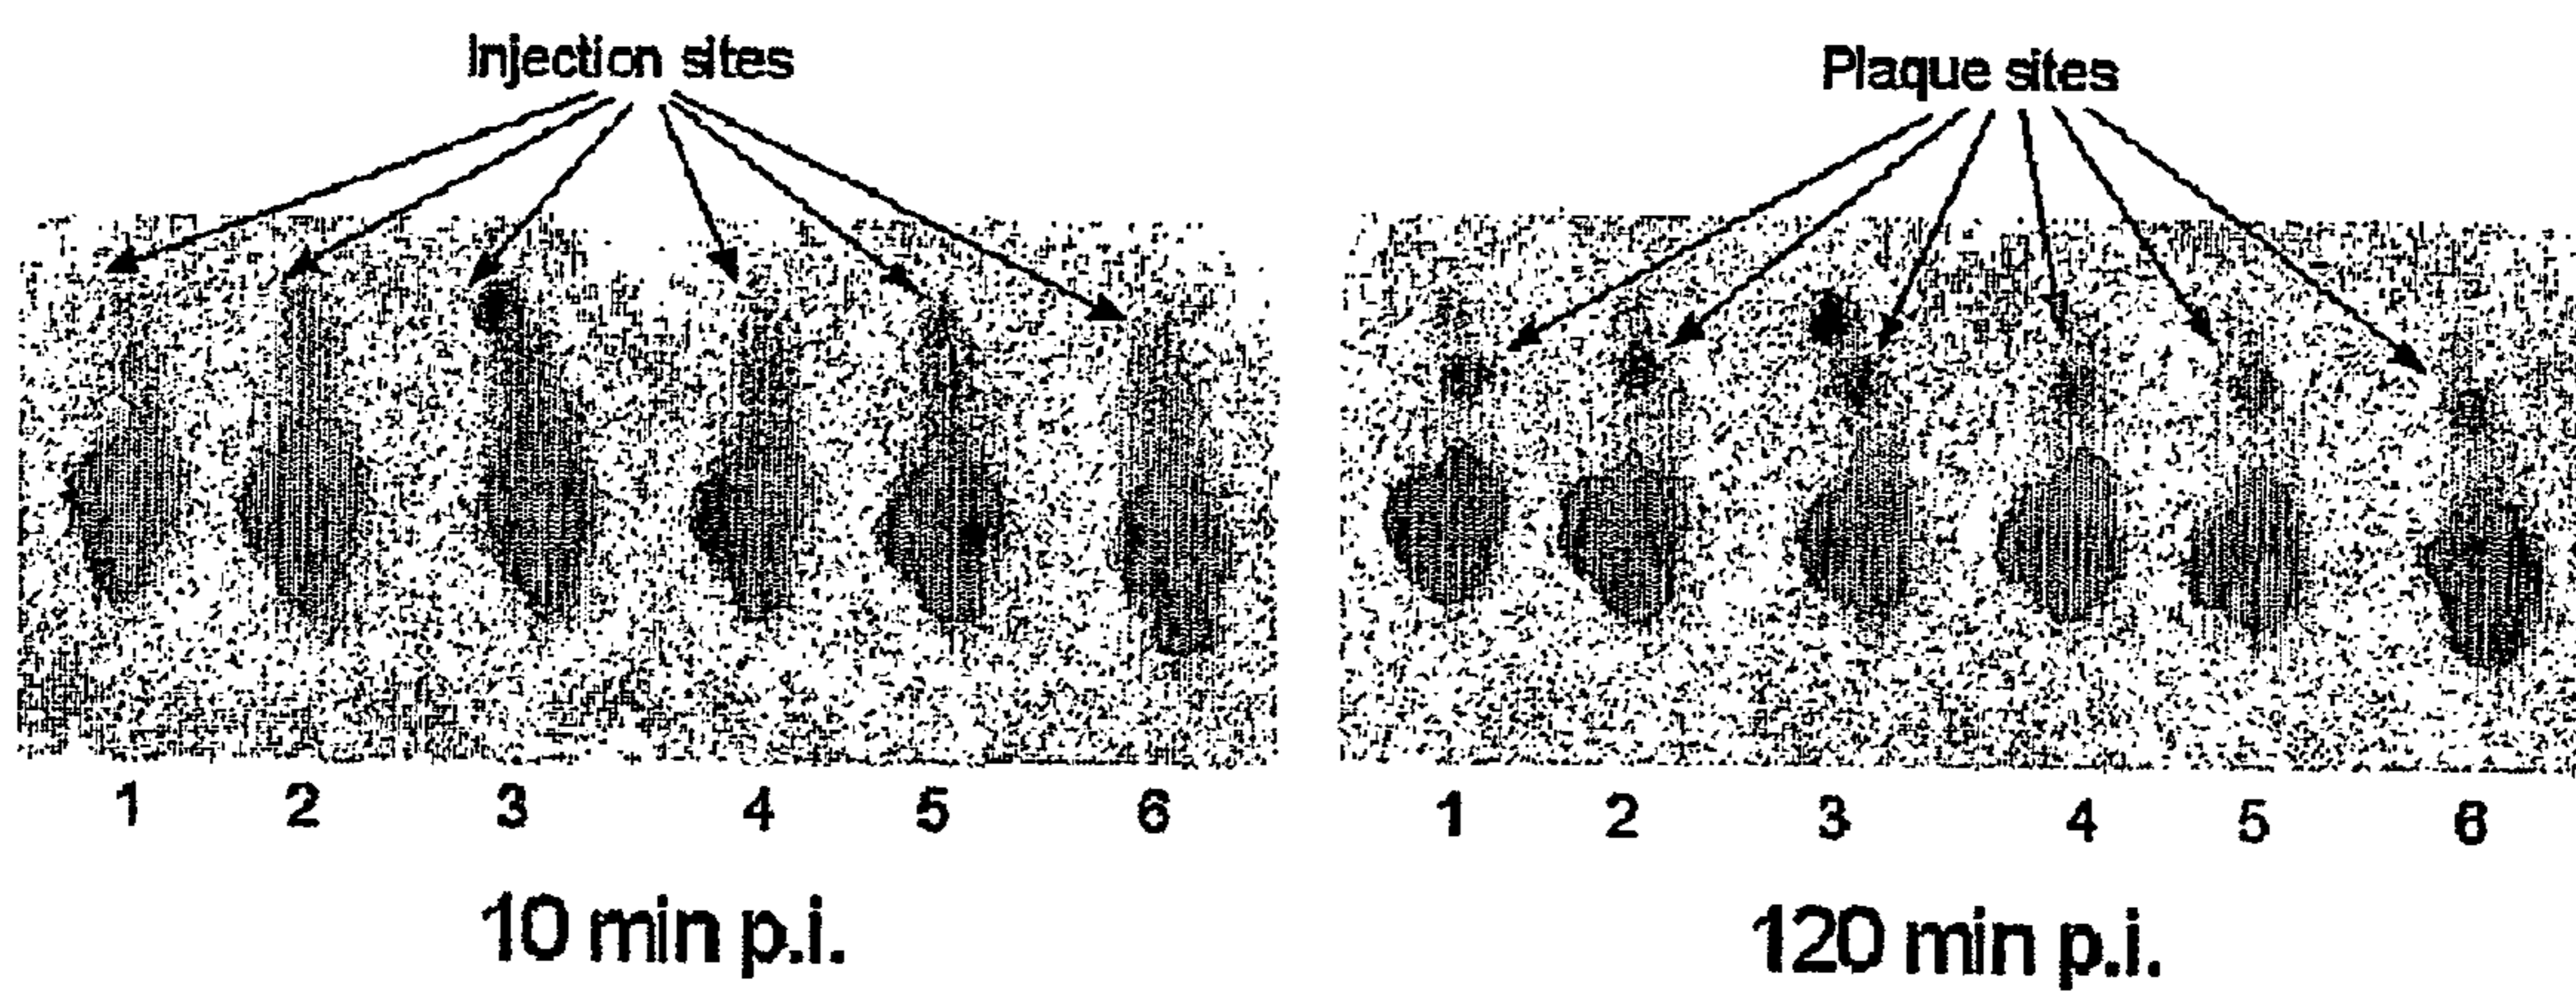 Injection sites
Plaque sites
1 2 3 4 5 6
1 2 3 4 5 6
10 min p.i.
120 min p.i.